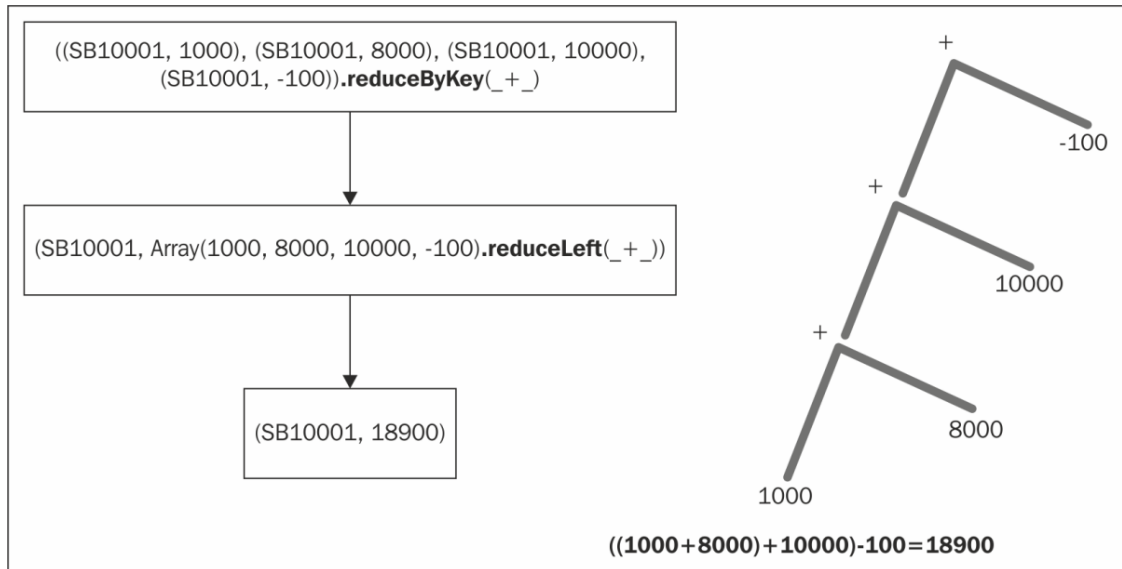 ((SB10001, 1000), (SB10001, 8000), (SB10001, 10000),
(SB10001, -100)).reduceByKey(_+_)
(SB10001, Array(1000, 8000, 10000, -100).reduceLeft(_+_))
(SB10001, 18900)
+
-100
+
10000
+
8000
1000
((1000+8000)+10000)-100=18900